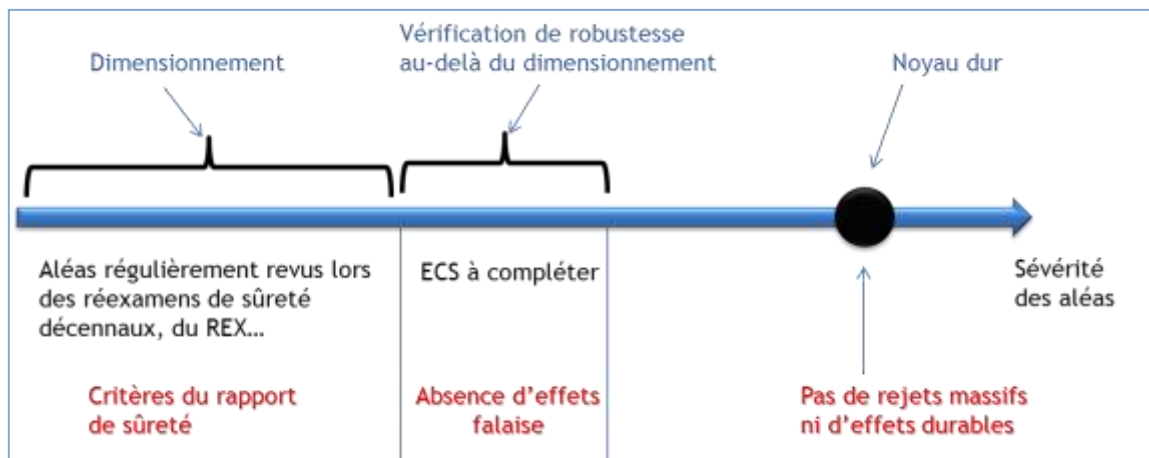 Dimensionnement
Vérification de robustesse
au-delà du dimensionnement
Noyau dur
Aléas régulièrement revus lors
des réexamens de sûreté
décennaux, du REX…
ECS à compléter
Sévérité
des aléas
Critères du rapport
de sûreté
Absence d'effets
falaise
Pas de rejets massifs
ni d'effets durables